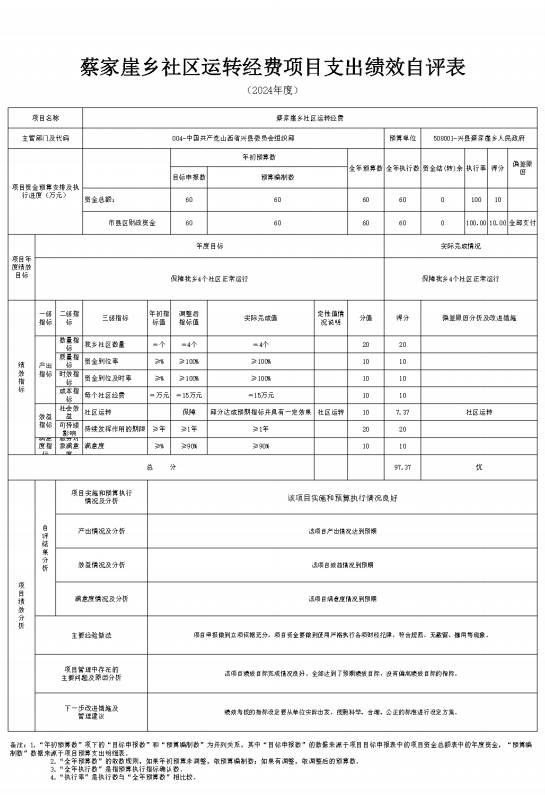 蔡家崖乡社区运转经费项目支出绩效自评表
（2024年度）
项目名称 蔡家崖乡社区运转经费
主管部门及代码 004-中国共产党山西省兴县委员会组织部 预算单位 508001-兴县蔡家崖乡人民政府
项目资金预算安排及执行进度（万元） 年初预算数 全年预算数 全年执行数 资金结(转)余 执行率 得分 偏差原因
目标申报数 预算编制数
资金总额： 60 60 60 60 0 100 10
市县区财政资金 60 60 60 60 0 100.00 10.00 全部支付
项目年度绩效目标 年度目标 实际完成情况
保障我乡4个社区正常运行 保障我乡4个社区正常运行
绩效指标 一级指标 二级指标 三级指标 年初指标值 调整后指标值 实际完成值 定性值情况说明 分值 得分 偏差原因分析及改进措施
产出指标 数量指标 我乡社区数量 ＝个 ＝4个 ＝4个 20 20
质量指标 资金到位率 ≥% ≥100% ≥100% 10 10
时效指标 资金到位及时率 ≥% ≥100% ≥100% 10 10
成本指标 每个社区经费 ＝万元 ＝15万元 ＝15万元 10 10
效益指标 社会效益 社区运转 保障 部分达成预期指标并具有一定效果 社区运转 10 7.37 社区运转
可持续影响 持续发挥作用的期限 ≥年 ≥1年 ≥1年 20 20
满意度指标 服务对象满意度 满意度 ≥% ≥90% ≥90% 10 10
总 分 97.37 优
项目绩效分析 自评结果分析 项目实施和预算执行情况及分析 该项目实施和预算执行情况良好
产出情况及分析 该项目产出情况达到预期
效益情况及分析 该项目效益情况达到预期
满意度情况及分析 该项目满意度情况达到预期
主要经验做法 项目申报做到立项依据充分，项目资金要做到使用严格执行各项财经纪律，符合规范，无截留、挪用等现象。
项目管理中存在的主要问题及原因分析 该项目绩效目标完成情况良好，全部达到了预期绩效目标，没有偏离绩效目标的指标。
下一步改进措施及管理建议 绩效考核的指标设定要从单位实际出发，按照科学、合理、公正的标准进行设定方案。
备注：1、“年初预算数”项下的“目标申报数”和“预算编制数”为并列关系。其中“目标申报数”的数据来源于项目目标申报表中的项目资金总额表中的年度资金；“预算编
制数”数据来源于项目预算支出明细表。
2、“全年预算数”的取数规则，如果年初预算未调整，取预算编制数；如果有调整，取调整后的预算数。
3、“全年执行数”是指预算执行指标确认数。
4、“执行率”是执行数与“全年预算数”相比较。